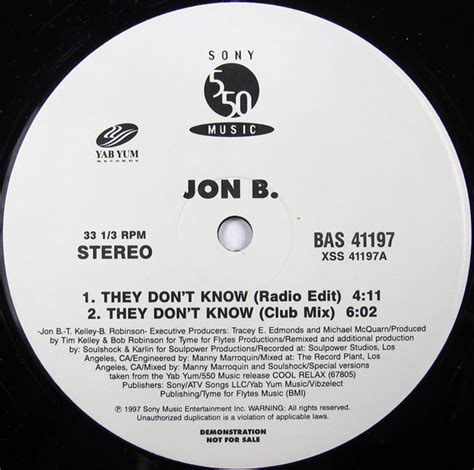 SONY
550
MUSIC
YAB YUM
RECORDS
JON B.
33 1/3 RPM
STEREO
BAS 41197
XSS 41197A
1. THEY DON'T KNOW (Radio Edit) 4:11
2. THEY DON'T KNOW (Club Mix) 6:02
-Jon B.-T. Kelley-B. Robinson- Executive Producers: Tracey E. Edmonds and Michael McQuarn/Produced
by Tim Kelley & Bob Robinson for Tyme for Flytes Productions/Remixed and additional production
by: Soulshock & Karlin for Soulpower Productions/Recorded at: Soulpower Studios, Los
Angeles, CA/Engineered by: Manny Marroquin/Mixed at: The Record Plant, Los
Angeles, CA/Mixed by: Manny Marroquin and Soulshock/Special versions
taken from the Yab Yum/550 Music release COOL RELAX (67805)
Publishers: Sony/ATV Songs LLC/Yab Yum Music/Vibzelect
Publishing/Tyme for Flytes Music (BMI)
℗ 1997 Sony Music Entertainment Inc. WARNING: All rights reserved.
Unauthorized duplication is a violation of applicable laws.
DEMONSTRATION
NOT FOR SALE